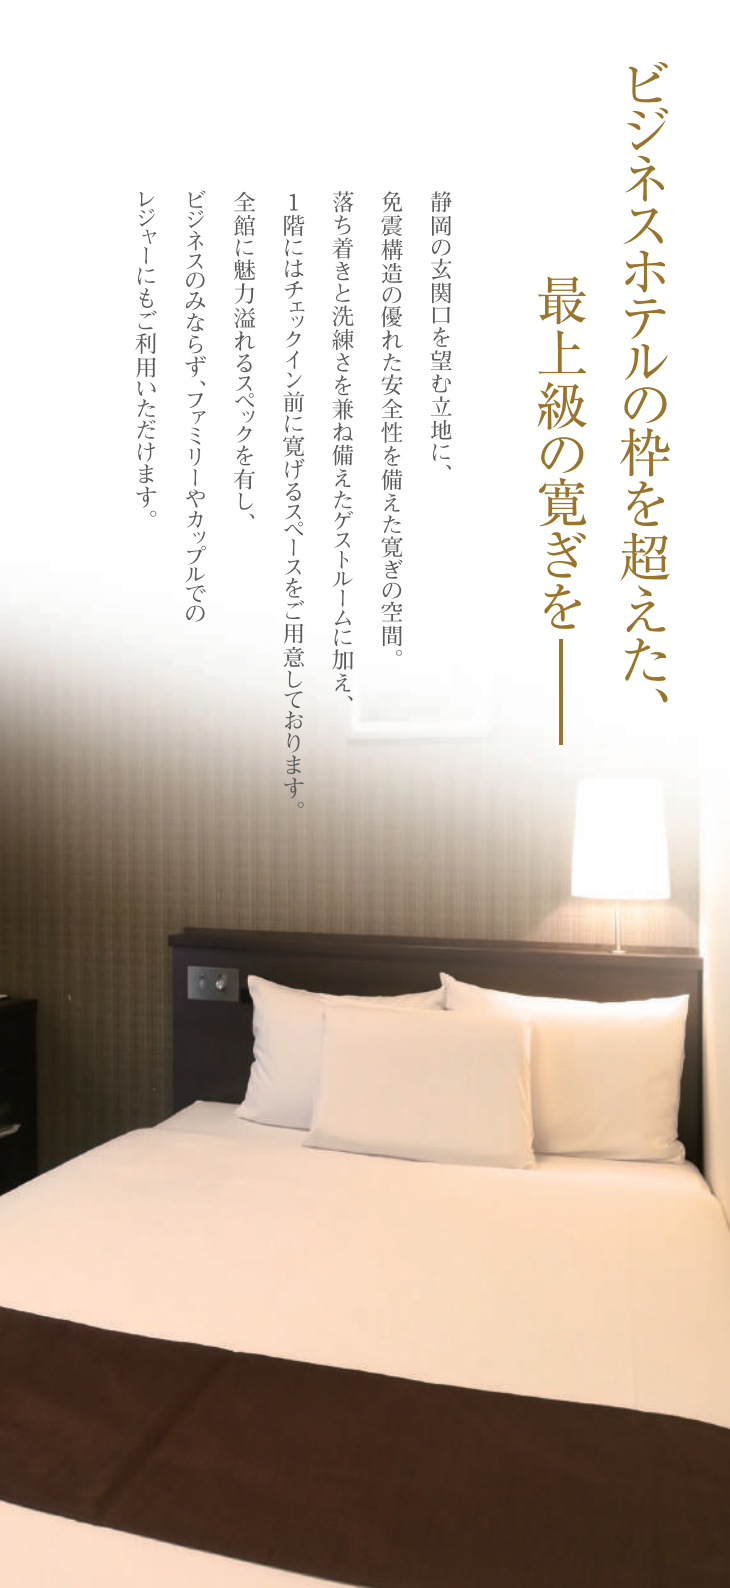 ビジネスホテルの枠を超えた、
最上級の寛ぎを──
静岡の玄関口を望む立地に、
免震構造の優れた安全性を備えた寛ぎの空間。
落ち着きと洗練さを兼ね備えたゲストルームに加え、
1階にはチェックイン前に寛げるスペースをご用意しております。
全館に魅力溢れるスペックを有し、
ビジネスのみならず、ファミリーやカップルでの
レジャーにもご利用いただけます。